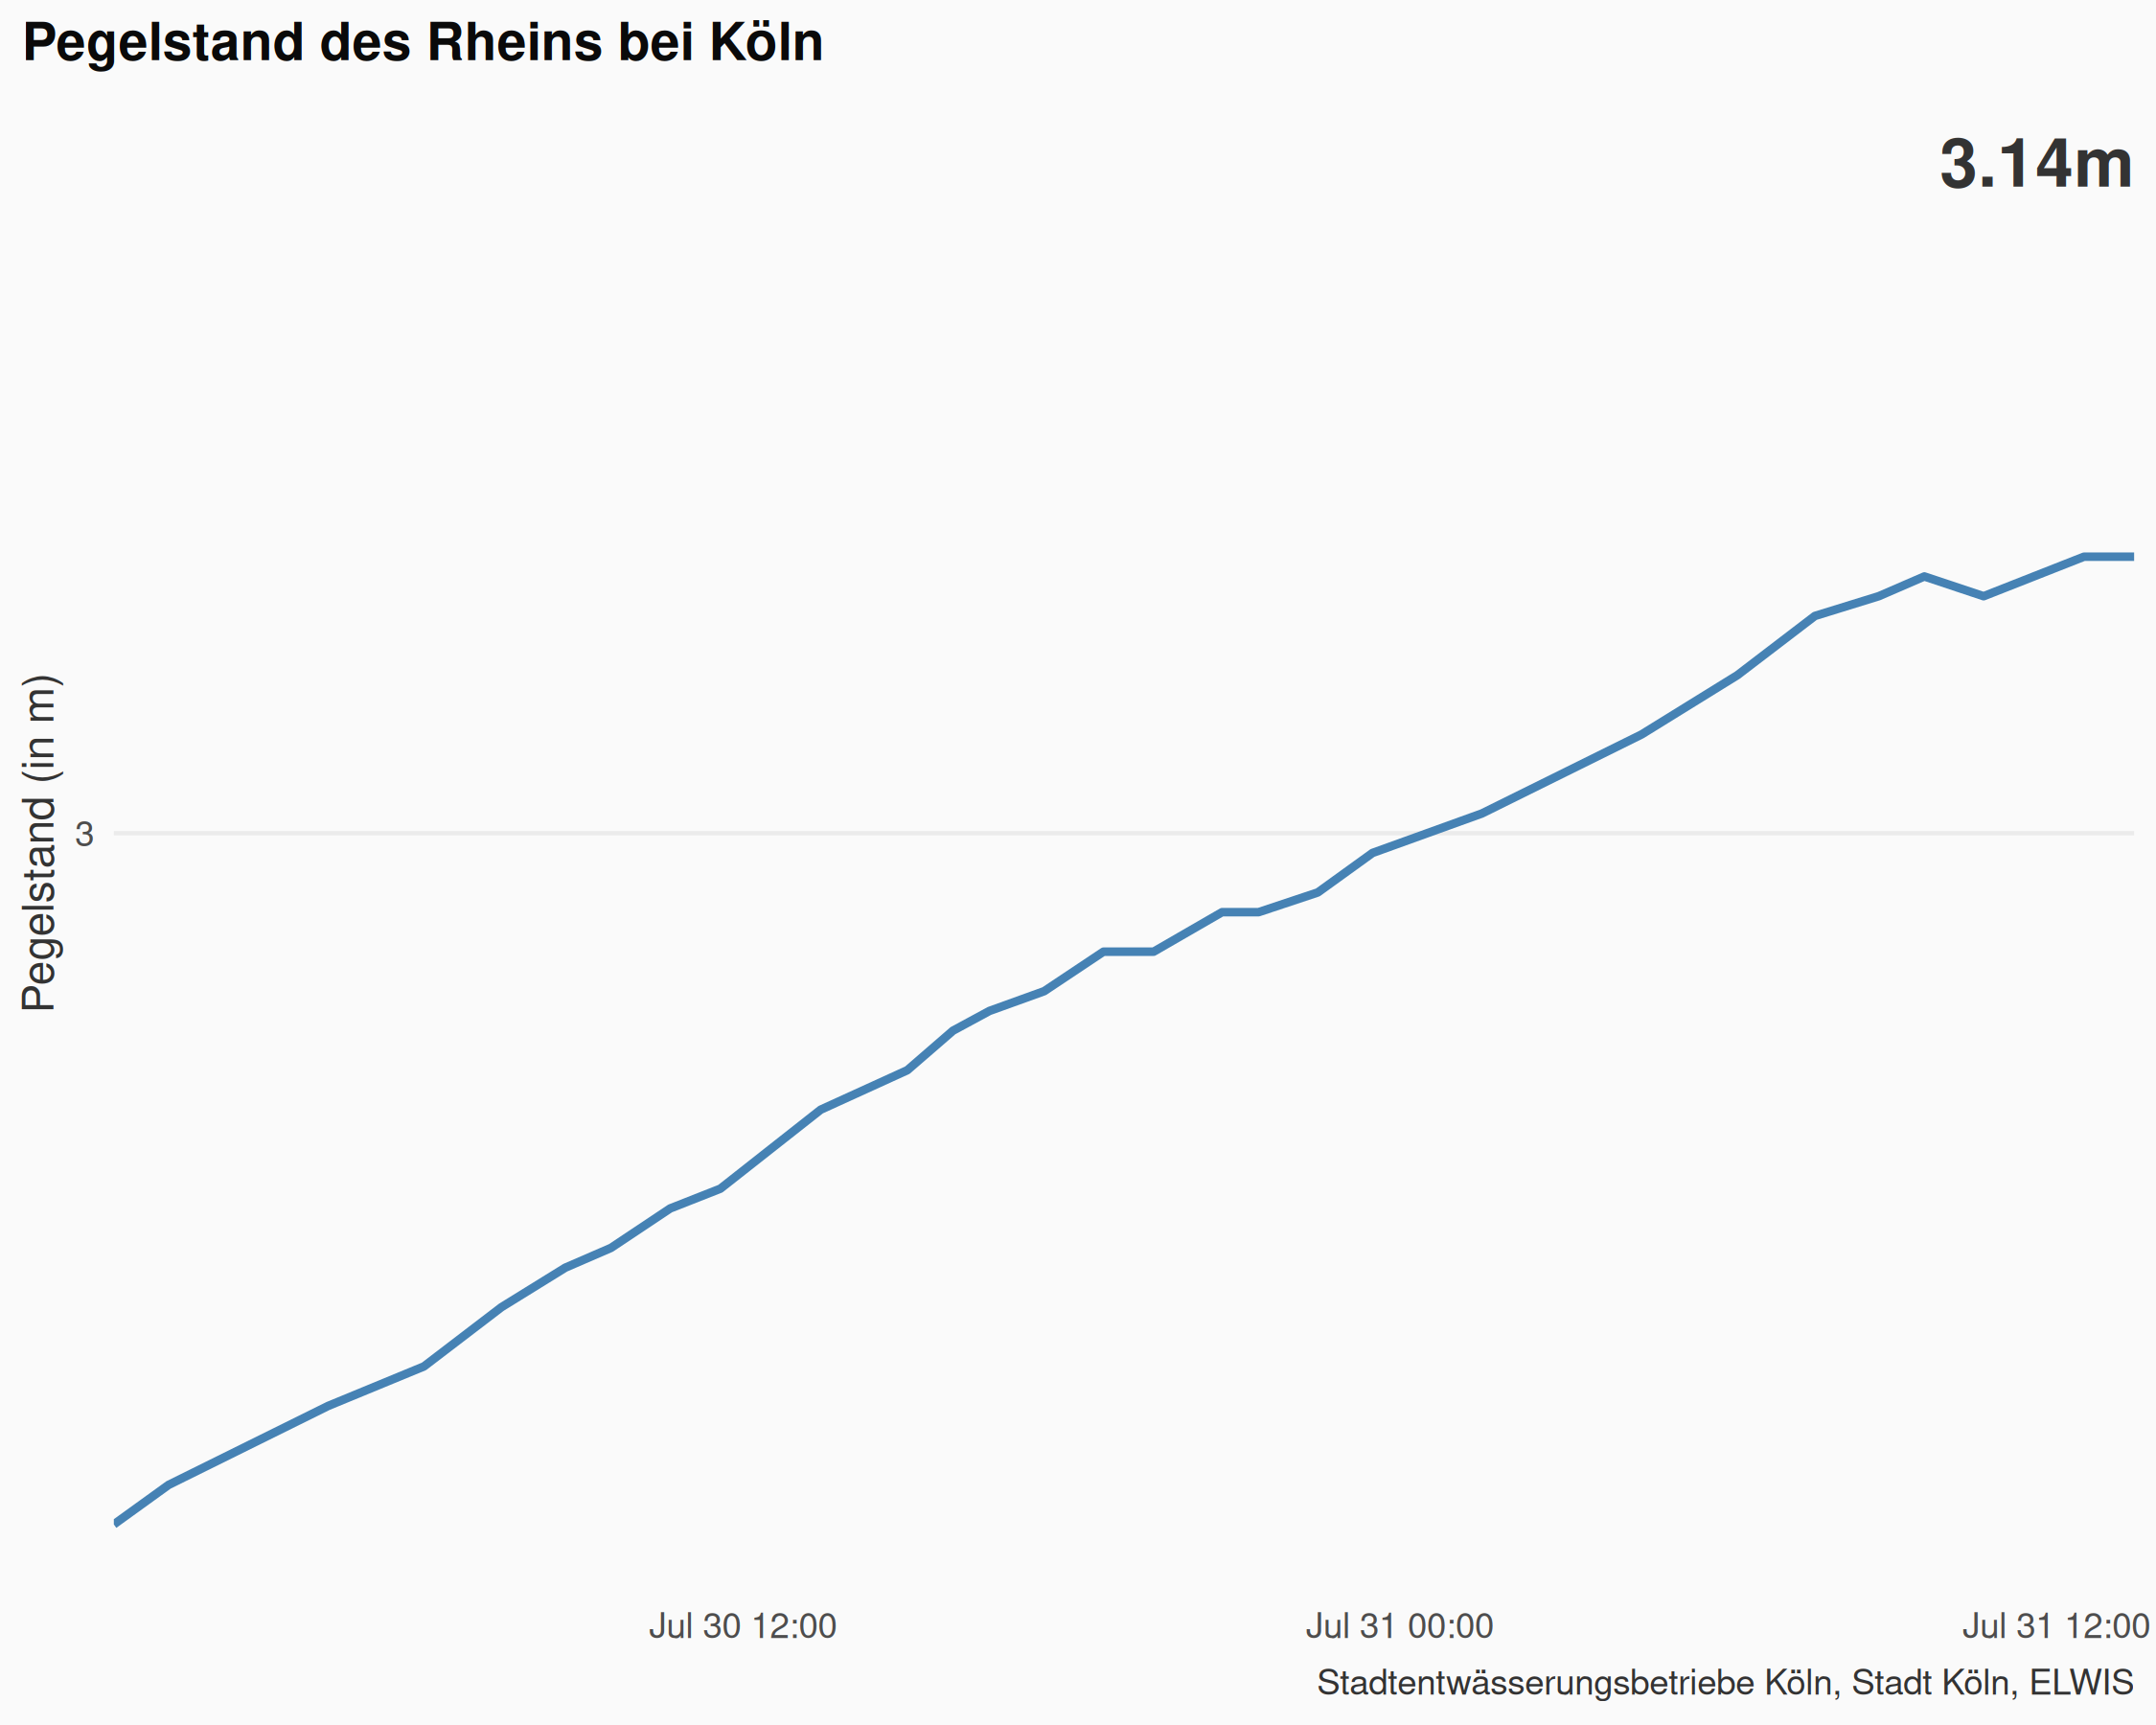 Pegelstand des Rheins bei Köln
3.14m
Pegelstand (in m)
3
Jul 30 12:00
Jul 31 00:00
Jul 31 12:00
Stadtentwässerungsbetriebe Köln, Stadt Köln, ELWIS